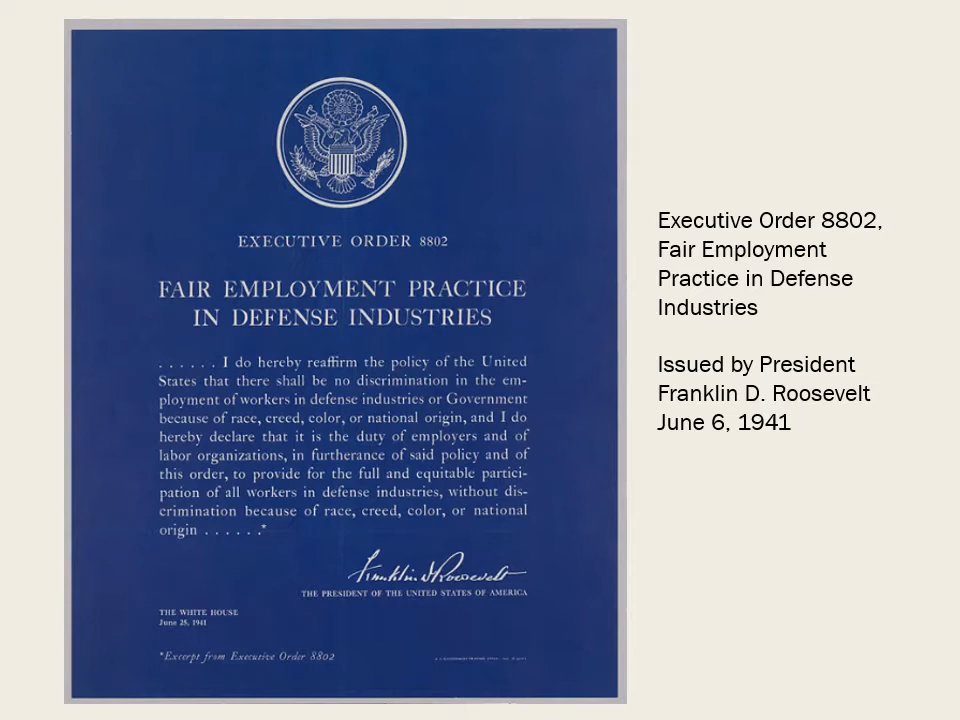 EXECUTIVE ORDER 8802
FAIR EMPLOYMENT PRACTICE
IN DEFENSE INDUSTRIES
. . . . . . I do hereby reaffirm the policy of the United
States that there shall be no discrimination in the em-
ployment of workers in defense industries or Government
because of race, creed, color, or national origin, and I do
hereby declare that it is the duty of employers and of
labor organizations, in furtherance of said policy and of
this order, to provide for the full and equitable partici-
pation of all workers in defense industries, without dis-
crimination because of race, creed, color, or national
origin . . . . . .*
Franklin D Roosevelt
THE PRESIDENT OF THE UNITED STATES OF AMERICA
THE WHITE HOUSE
June 25, 1941
*Excerpt from Executive Order 8802
Executive Order 8802,
Fair Employment
Practice in Defense
Industries
Issued by President
Franklin D. Roosevelt
June 6, 1941